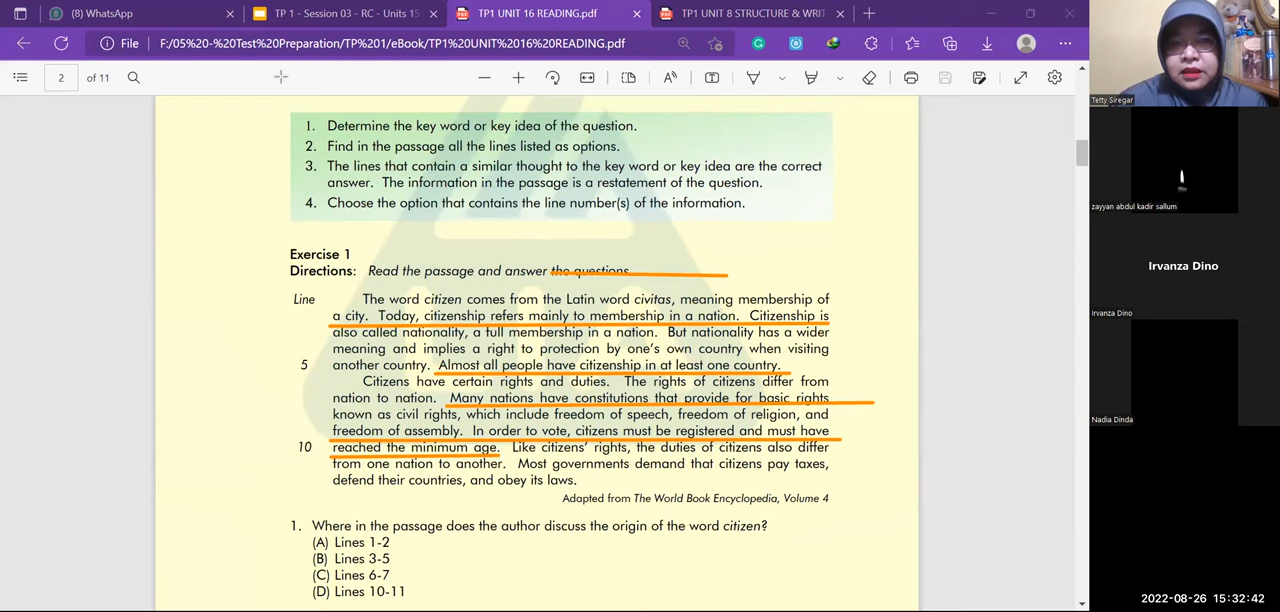 (8) WhatsApp
TP 1 - Session 03 - RC - Units 15
TP1 UNIT 16 READING.pdf
TP1 UNIT 8 STRUCTURE & WRIT
File
F:/05%20-%20Test%20Preparation/TP%201/eBook/TP1%20UNIT%2016%20READING.pdf
2 of 11
1. Determine the key word or key idea of the question.
2. Find in the passage all the lines listed as options.
3. The lines that contain a similar thought to the key word or key idea are the correct
answer. The information in the passage is a restatement of the question.
4. Choose the option that contains the line number(s) of the information.
Exercise 1
Directions: Read the passage and answer the questions
Line The word citizen comes from the Latin word civitas, meaning membership of
a city. Today, citizenship refers mainly to membership in a nation. Citizenship is
also called nationality, a full membership in a nation. But nationality has a wider
meaning and implies a right to protection by one's own country when visiting
5 another country. Almost all people have citizenship in at least one country.
Citizens have certain rights and duties. The rights of citizens differ from
nation to nation. Many nations have constitutions that provide for basic rights
known as civil rights, which include freedom of speech, freedom of religion, and
freedom of assembly. In order to vote, citizens must be registered and must have
10 reached the minimum age. Like citizens' rights, the duties of citizens also differ
from one nation to another. Most governments demand that citizens pay taxes,
defend their countries, and obey its laws.
Adapted from The World Book Encyclopedia, Volume 4
1. Where in the passage does the author discuss the origin of the word citizen?
(A) Lines 1-2
(B) Lines 3-5
(C) Lines 6-7
(D) Lines 10-11
Tetty Siregar
zayyan abdul kadir sallum
Irvanza Dino
Irvanza Dino
Nadia Dinda
2022-08-26 15:32:42